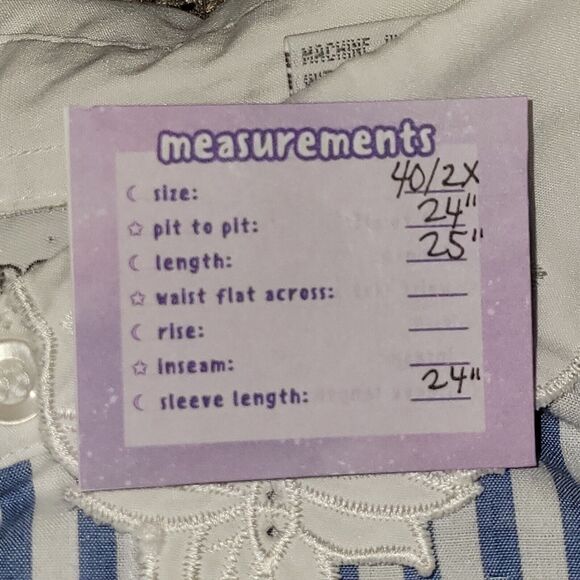 MACHINE
measurements
size: 40/2X
pit to pit: 24"
length: 25"
waist flat across:
rise:
inseam:
sleeve length: 24"